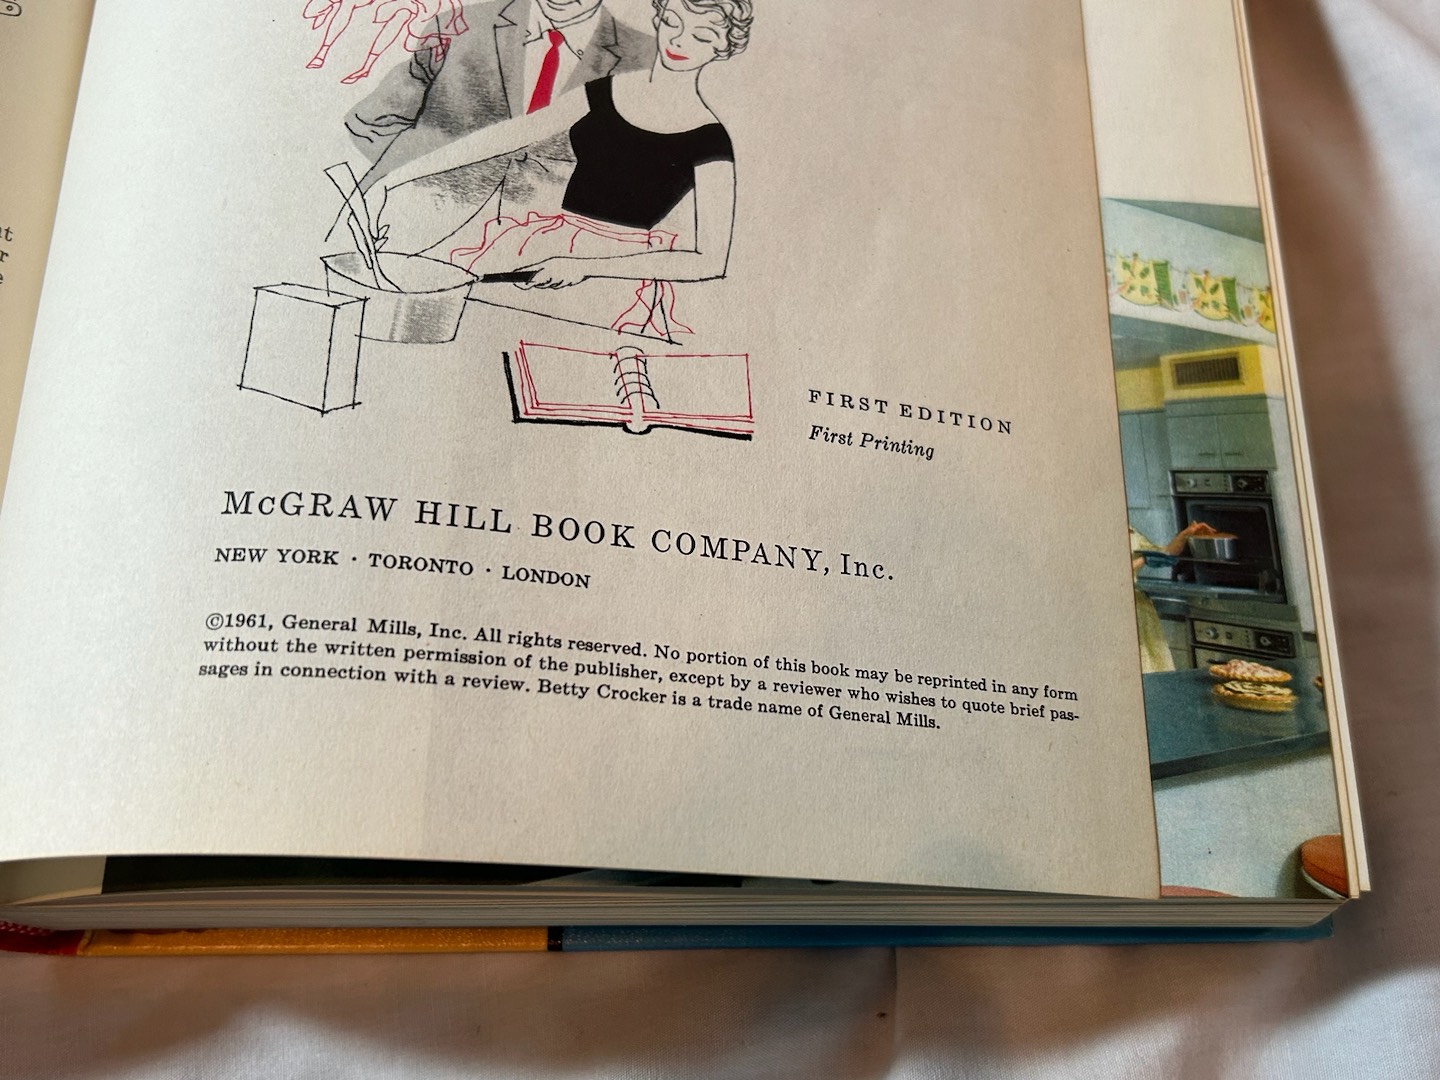 nt
r
e
FIRST EDITION
First Printing
McGRAW HILL BOOK COMPANY, Inc.
NEW YORK · TORONTO · LONDON
©1961, General Mills, Inc. All rights reserved. No portion of this book may be reprinted in any form
without the written permission of the publisher, except by a reviewer who wishes to quote brief pas-
sages in connection with a review. Betty Crocker is a trade name of General Mills.